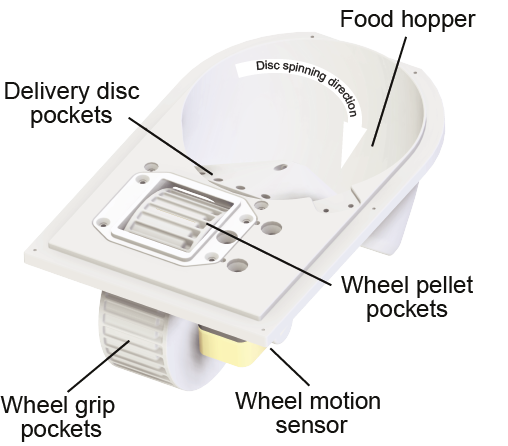 Food hopper
Disc spinning direction
Delivery disc
pockets
Wheel pellet
pockets
Wheel grip
pockets
Wheel motion
sensor